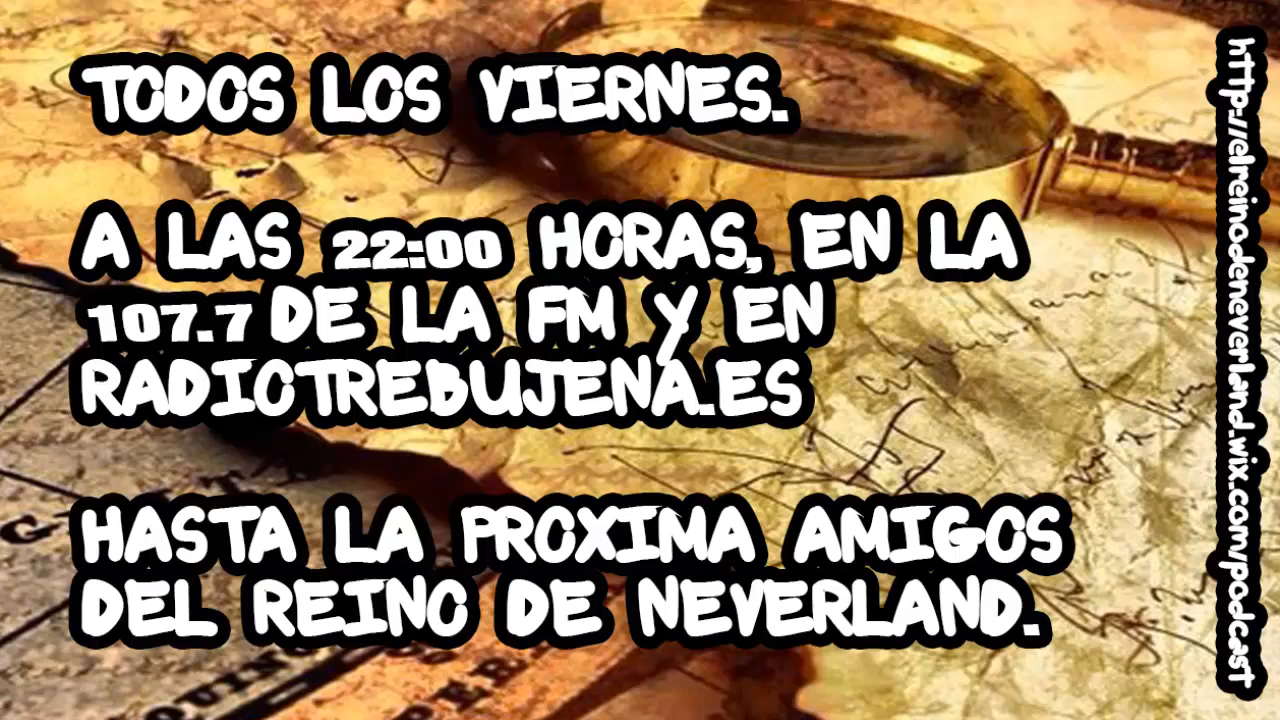 TODOS LOS VIERNES.
A LAS 22:00 HORAS, EN LA
107.7 DE LA FM Y EN
RADIOTREBUJENA.ES
HASTA LA PROXIMA AMIGOS
DEL REINO DE NEVERLAND.
http://elreinodeneverland.wix.com/podcast